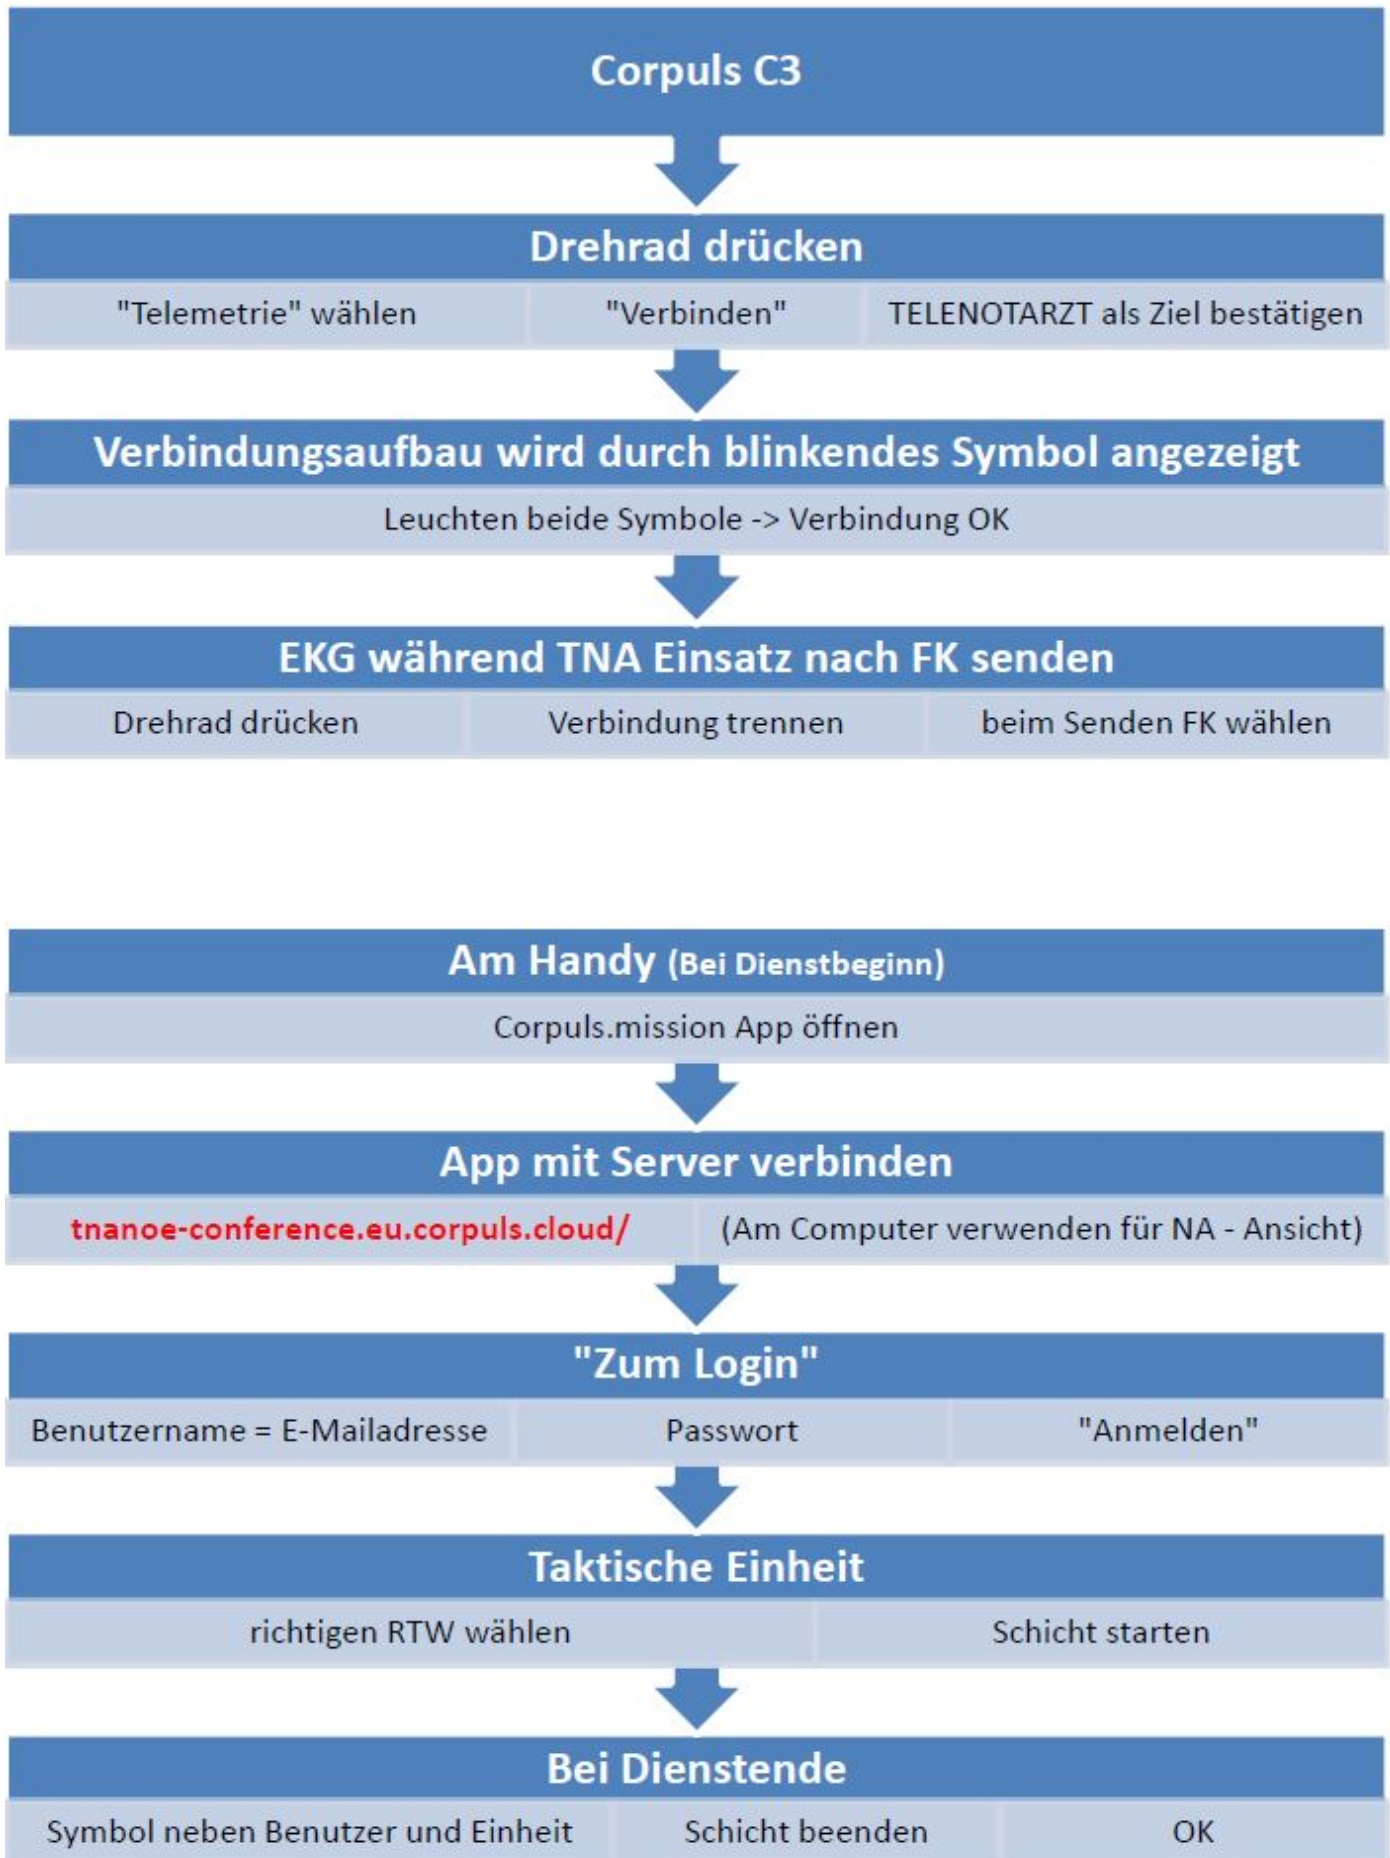 Corpuls C3
Drehrad drücken
"Telemetrie" wählen
"Verbinden"
TELENOTARZT als Ziel bestätigen
Verbindungsaufbau wird durch blinkendes Symbol angezeigt
Leuchten beide Symbole -> Verbindung OK
EKG während TNA Einsatz nach FK senden
Drehrad drücken
Verbindung trennen
beim Senden FK wählen
Am Handy (Bei Dienstbeginn)
Corpuls.mission App öffnen
App mit Server verbinden
tnanoe-conference.eu.corpuls.cloud/
(Am Computer verwenden für NA - Ansicht)
"Zum Login"
Benutzername = E-Mailadresse
Passwort
"Anmelden"
Taktische Einheit
richtigen RTW wählen
Schicht starten
Bei Dienstende
Symbol neben Benutzer und Einheit
Schicht beenden
OK